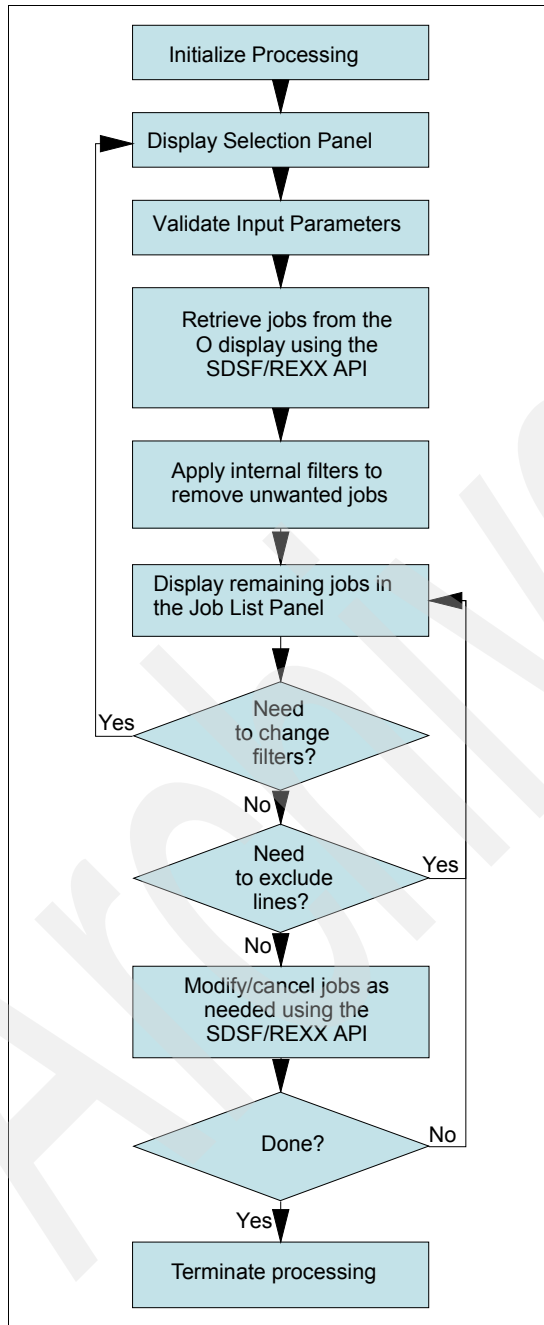 Initialize Processing
Display Selection Panel
Validate Input Parameters
Retrieve jobs from the
O display using the
SDSF/REXX API
Apply internal filters to
remove unwanted jobs
Display remaining jobs in
the Job List Panel
Need
to change
filters?
Yes
No
Need
to exclude
lines?
Yes
No
Modify/cancel jobs as
needed using the
SDSF/REXX API
Done?
No
Yes
Terminate processing